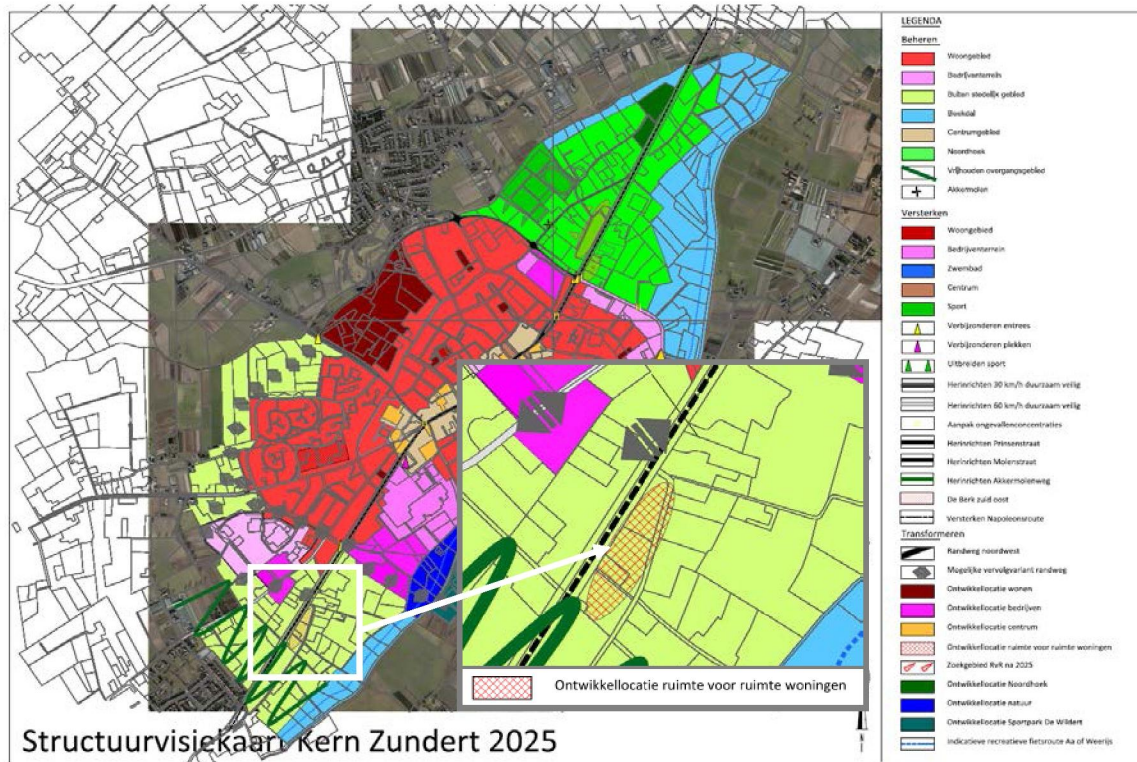 LEGENDA
Beheren
Woongebied
Bedrijventerrein
Buiten stedelijk gebied
Beekdal
Centrumgebied
Noordhoek
Vrijhouden overgangsgebied
Akkermolen
Versterken
Woongebied
Bedrijventerrein
Zwembad
Centrum
Sport
Verbijzonderen entrees
Verbijzonderen plekken
Uitbreiden sport
Herinrichten 30 km/h duurzaam veilig
Herinrichten 60 km/h duurzaam veilig
Aanpak ongevallenconcentraties
Herinrichten Prinsenstraat
Herinrichten Molenstraat
Herinrichten Akkermolenweg
De Berk zuid oost
Versterken Napoleonsroute
Transformeren
Randweg noordwest
Mogelijke vervolgvariant randweg
Ontwikkellocatie wonen
Ontwikkellocatie bedrijven
Ontwikkellocatie centrum
Ontwikkellocatie ruimte voor ruimte woningen
Zoekgebied RvR na 2025
Ontwikkellocatie Noordhoek
Ontwikkellocatie natuur
Ontwikkellocatie Sportpark De Wildert
Indicatieve recreatieve fietsroute Aa of Weerijs
Ontwikkellocatie ruimte voor ruimte woningen
Structuurvisiekaart Kern Zundert 2025
N